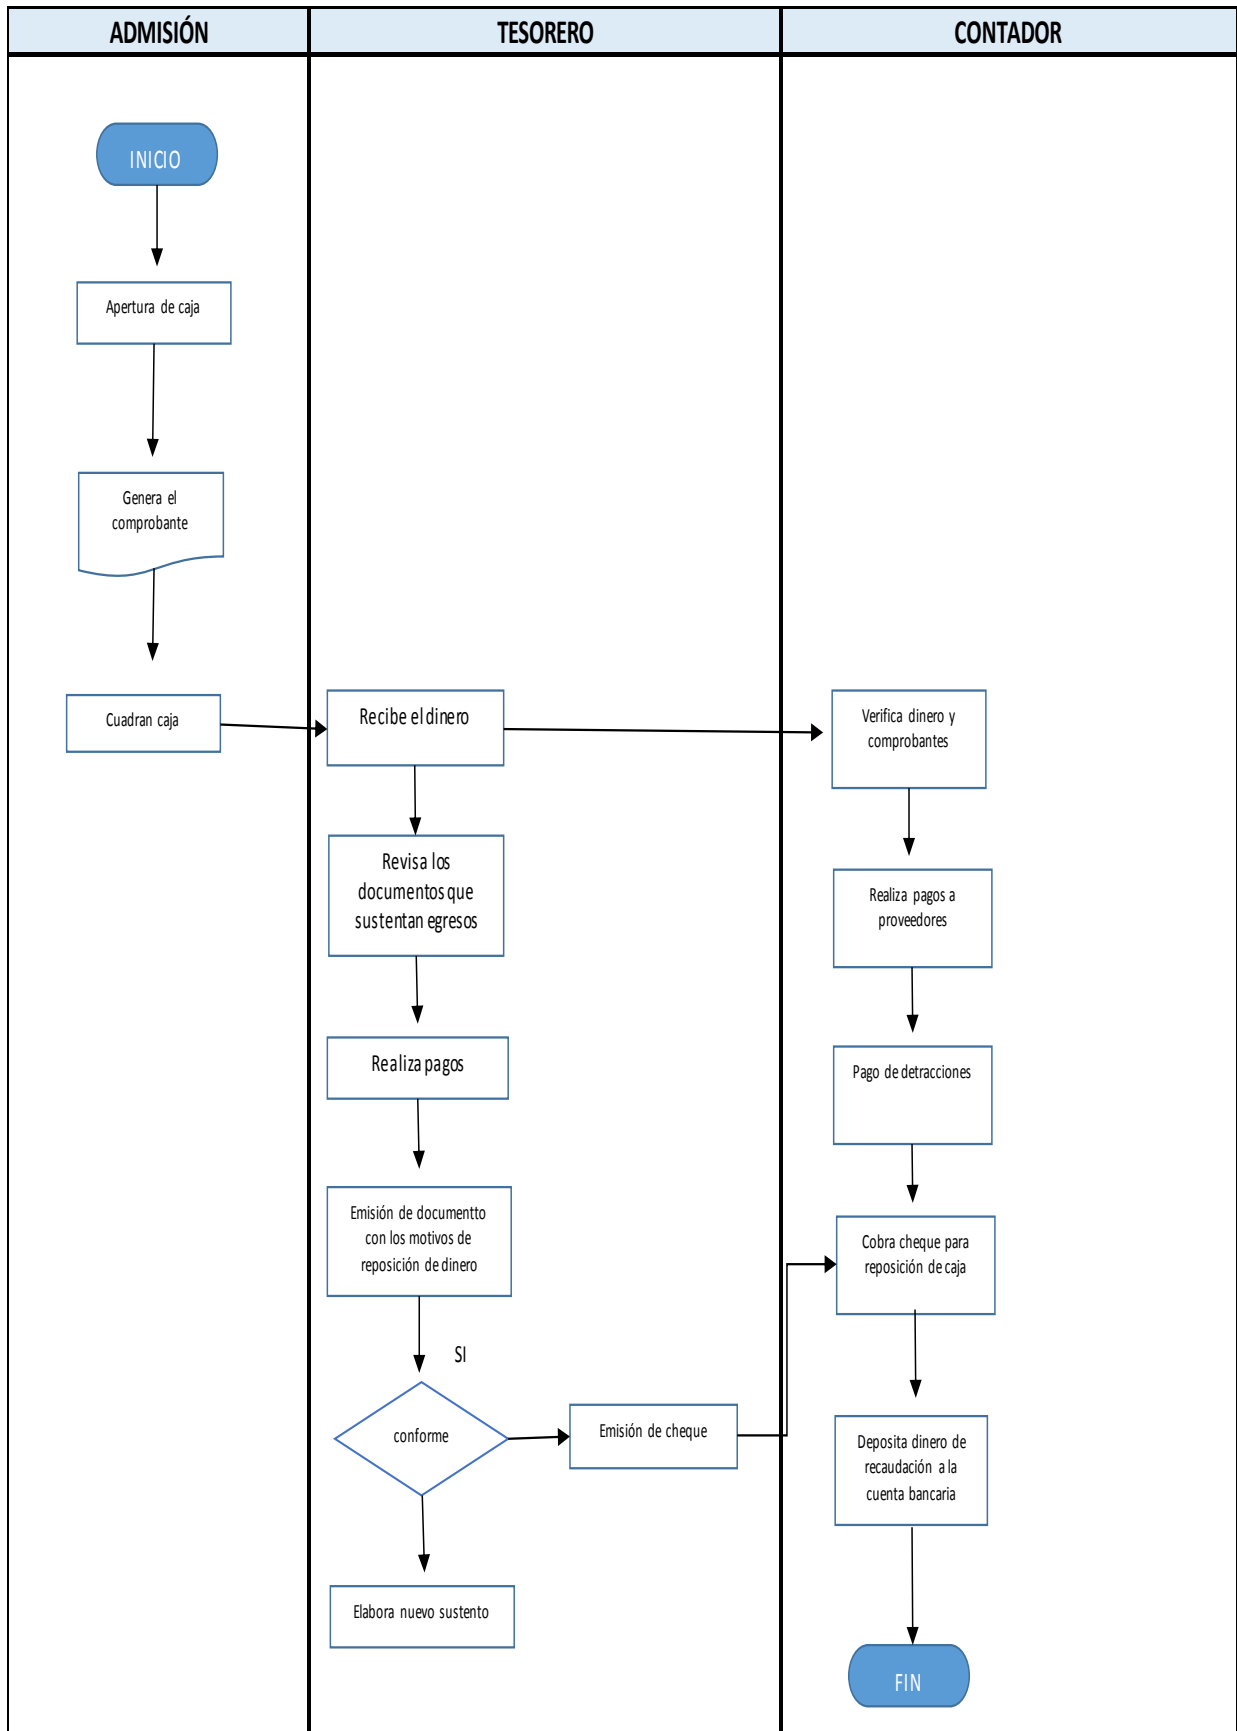 ADMISIÓN
TESORERO
CONTADOR
INICIO
Apertura de caja
Genera el
comprobante
Cuadran caja
Recibe el dinero
Verifica dinero y
comprobantes
Revisa los
documentos que
sustentan egresos
Realiza pagos a
proveedores
Realiza pagos
Pago de detracciones
Emisión de documentto
con los motivos de
reposición de dinero
Cobra cheque para
reposición de caja
SI
conforme
Emisión de cheque
Deposita dinero de
recaudación a la
cuenta bancaria
Elabora nuevo sustento
FIN